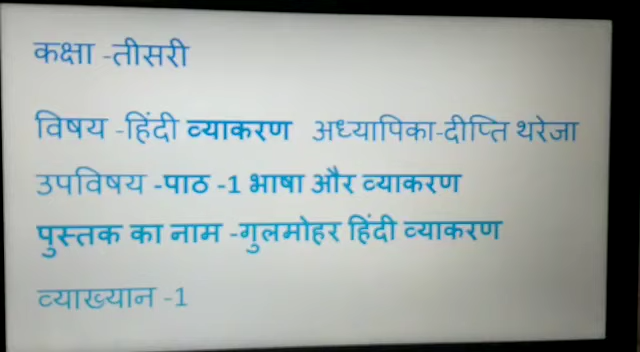 कक्षा -तीसरी
विषय -हिंदी व्याकरण अध्यापिका-दीप्ति थरेजा
उपविषय -पाठ -1 भाषा और व्याकरण
पुस्तक का नाम -गुलमोहर हिंदी व्याकरण
व्याख्यान -1